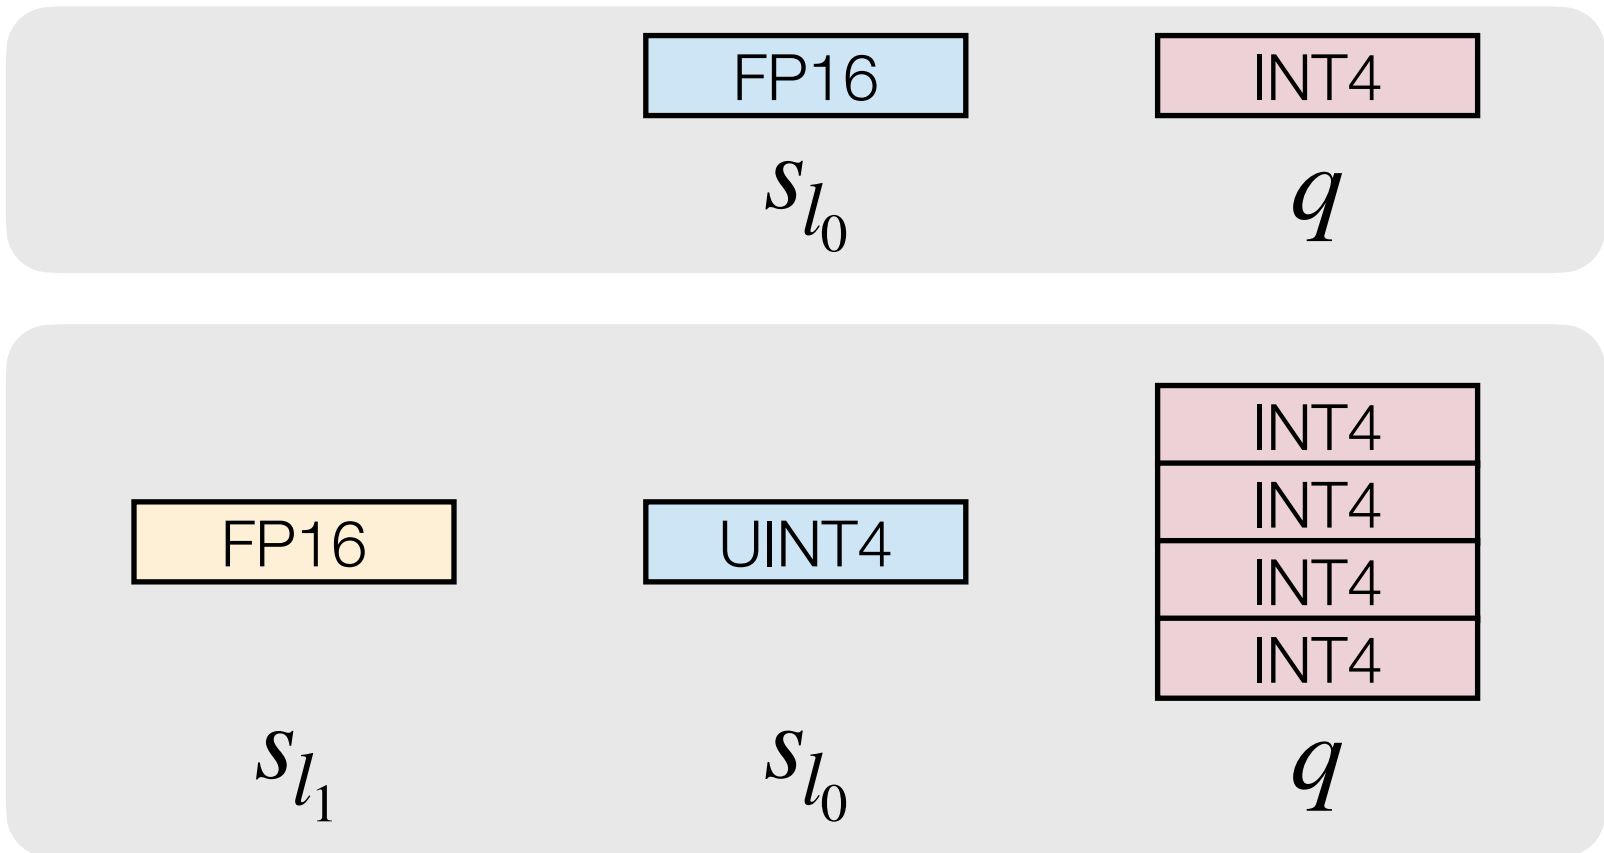 FP16 INT4
s_{l_0} q
INT4
INT4
FP16 UINT4
INT4
INT4
s_{l_1} s_{l_0} q